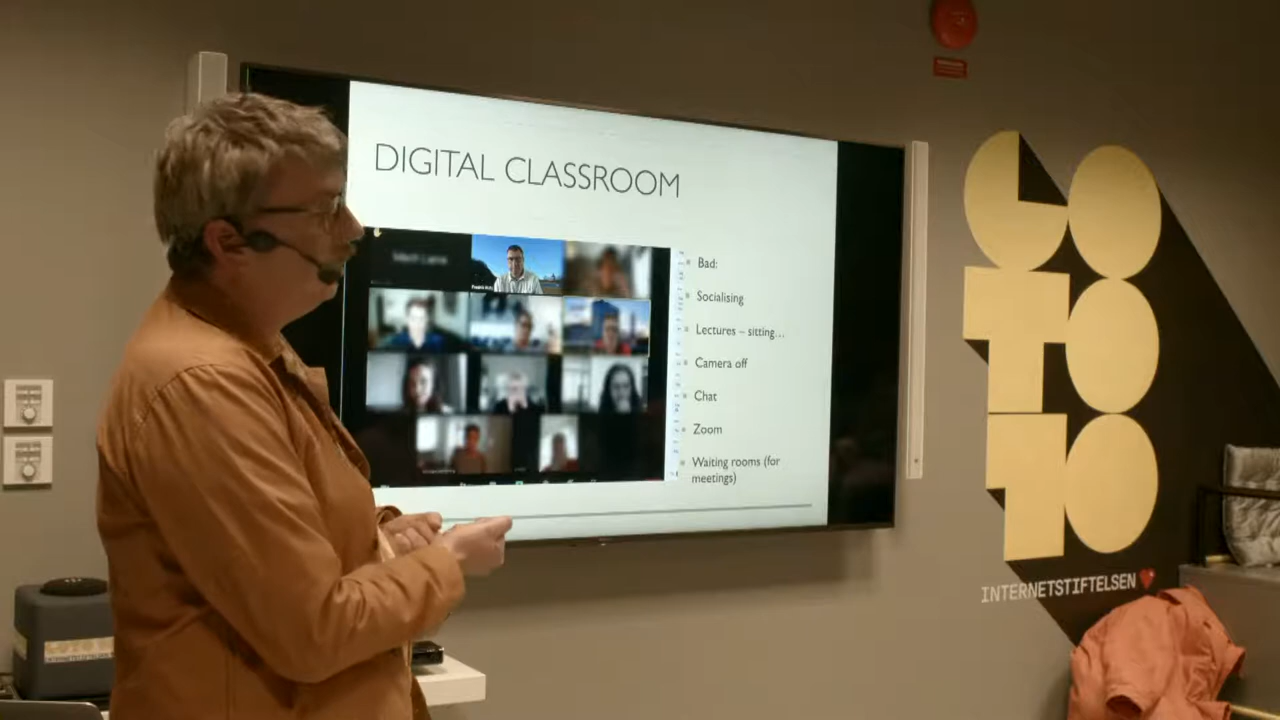 DIGITAL CLASSROOM
Bad:
Socialising
Lectures – sitting...
Camera off
Chat
Zoom
Waiting rooms (for
meetings)
INTERNETSTIFTELSEN